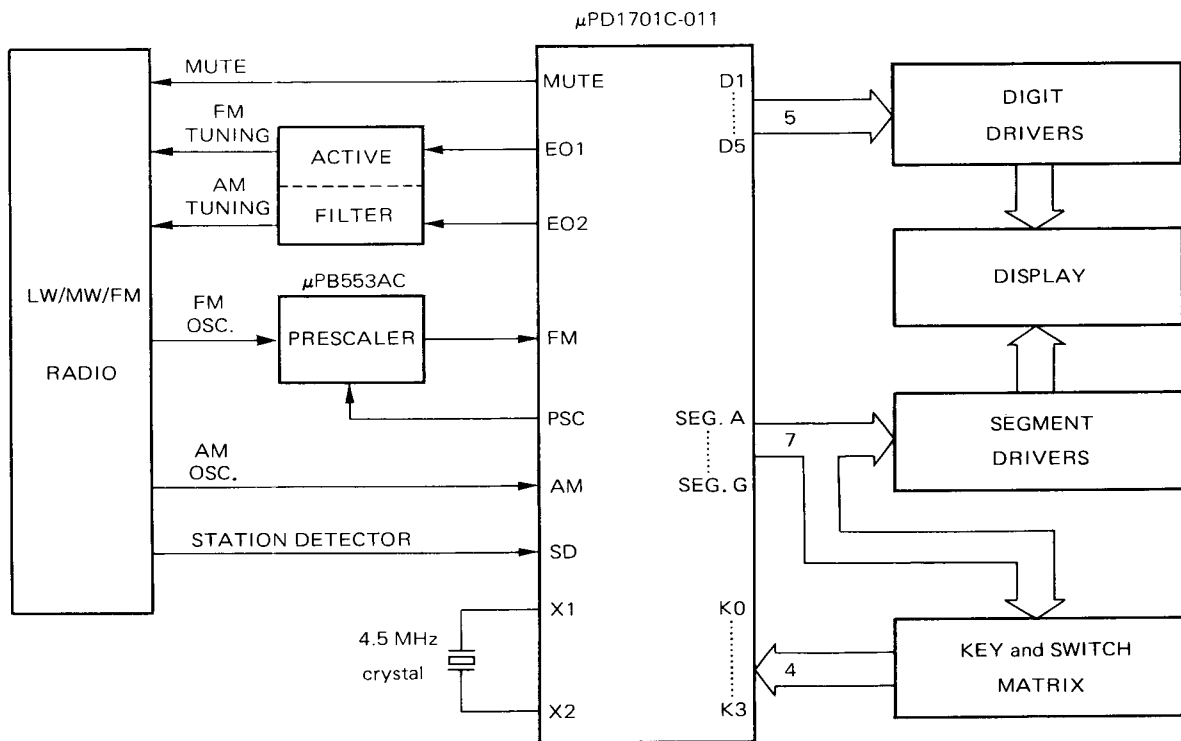 μPD1701C-011
MUTE
MUTE
D1
DIGIT
DRIVERS
FM
TUNING
ACTIVE
EO1
5
D5
AM
TUNING
FILTER
EO2
DISPLAY
μPB553AC
LW/MW/FM
RADIO
FM
OSC.
PRESCALER
FM
PSC
SEG. A
7
SEG. G
SEGMENT
DRIVERS
AM
OSC.
AM
STATION DETECTOR
SD
X1
4.5 MHz
crystal
X2
K0
4
K3
KEY and SWITCH
MATRIX